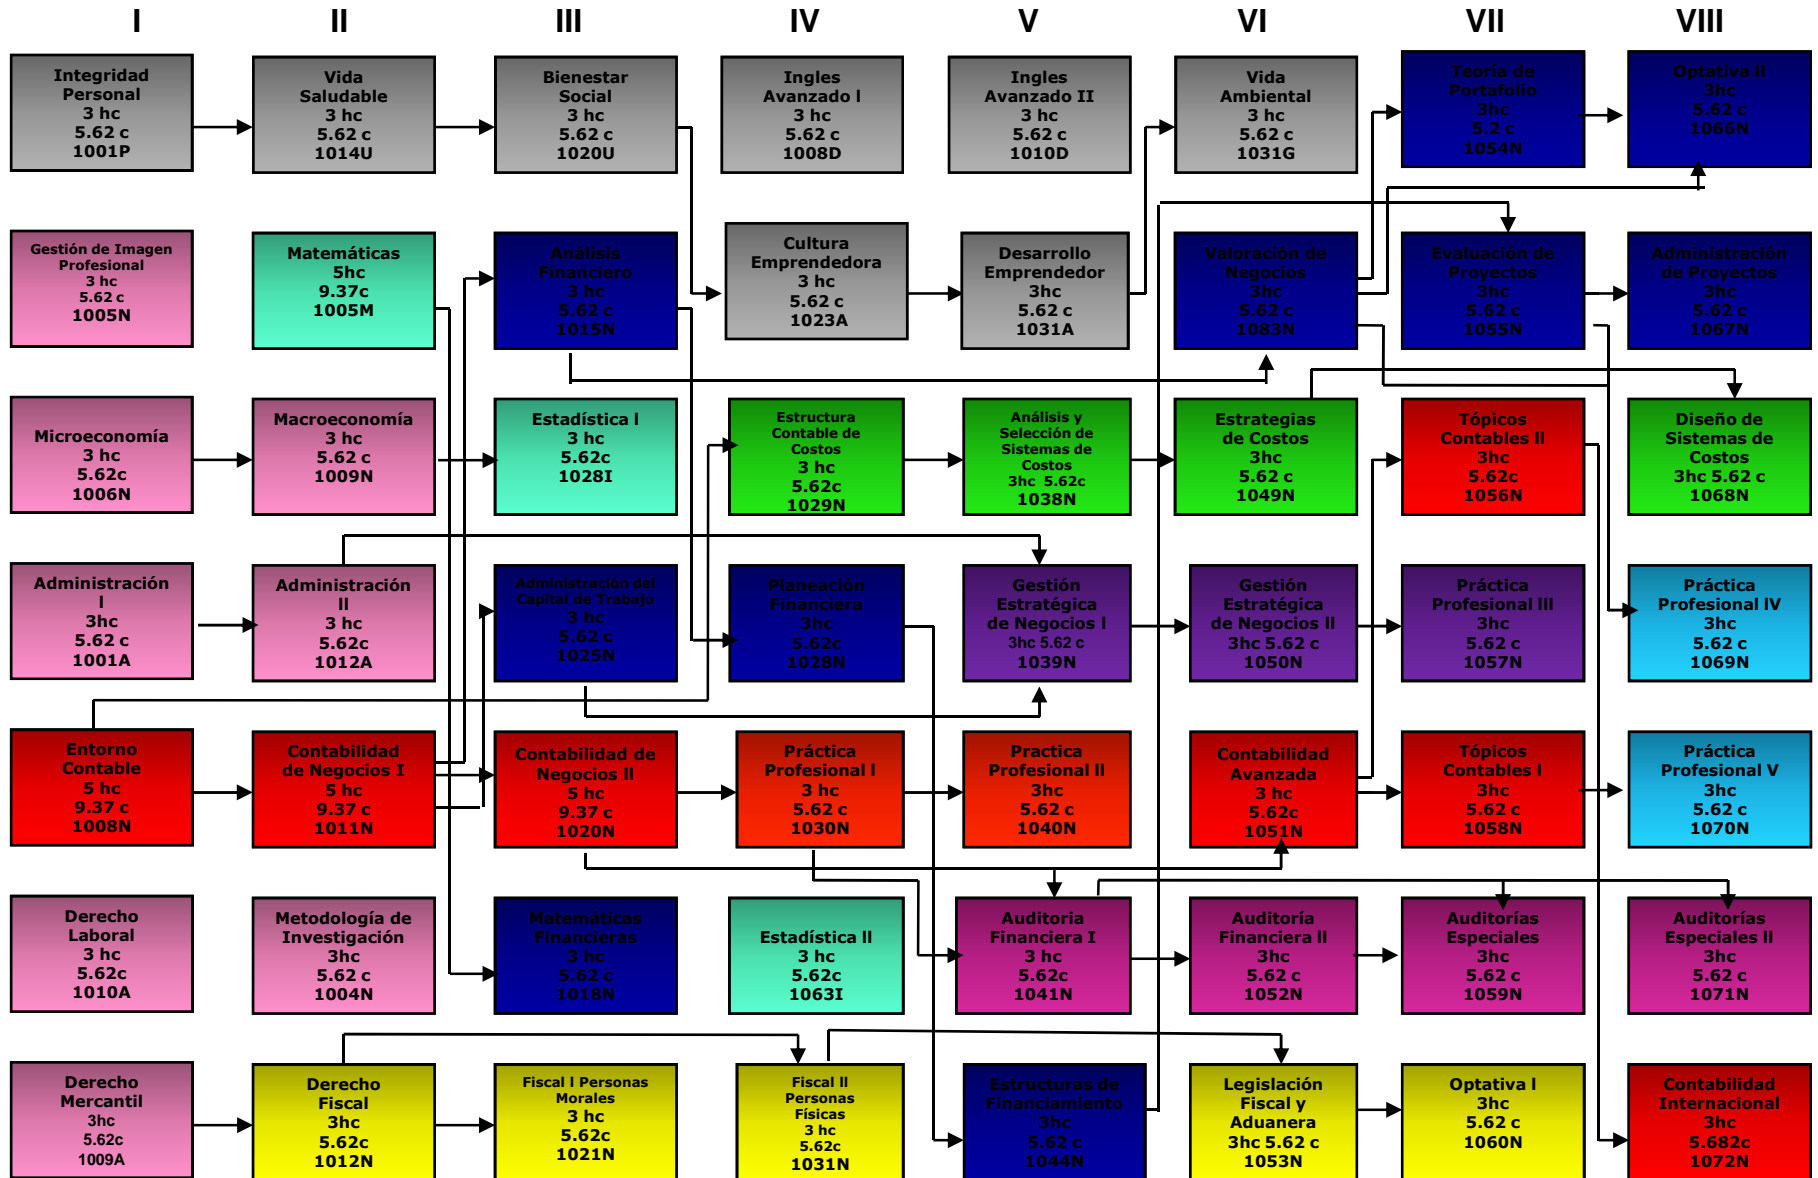 I II III IV V VI VII VIII
Integridad
Personal
3 hc
5.62 c
1001P
Vida
Saludable
3 hc
5.62 c
1014U
Bienestar
Social
3 hc
5.62 c
1020U
Ingles
Avanzado I
3 hc
5.62 c
1008D
Ingles
Avanzado II
3 hc
5.62 c
1010D
Vida
Ambiental
3 hc
5.62 c
1031G
Teoría de
Portafolio
3hc
5.2 c
1054N
Optativa II
3hc
5.62 c
1066N
Gestión de Imagen
Profesional
3 hc
5.62 c
1005N
Matemáticas
5hc
9.37c
1005M
Análisis
Financiero
3 hc
5.62 c
1015N
Cultura
Emprendedora
3 hc
5.62 c
1023A
Desarrollo
Emprendedor
3hc
5.62 c
1031A
Valoración de
Negocios
3hc
5.62 c
1083N
Evaluación de
Proyectos
3hc
5.62 c
1055N
Administración
de Proyectos
3hc
5.62 c
1067N
Microeconomía
3 hc
5.62c
1006N
Macroeconomía
3 hc
5.62 c
1009N
Estadística I
3 hc
5.62c
1028I
Estructura
Contable de
Costos
3 hc
5.62c
1029N
Análisis y
Selección de
Sistemas de
Costos
3hc 5.62c
1038N
Estrategias
de Costos
3hc
5.62 c
1049N
Tópicos
Contables II
3hc
5.62c
1056N
Diseño de
Sistemas de
Costos
3hc 5.62 c
1068N
Administración
I
3hc
5.62 c
1001A
Administración
II
3 hc
5.62c
1012A
Administración del
Capital de Trabajo
3 hc
5.62 c
1025N
Planeación
Financiera
3hc
5.62c
1028N
Gestión
Estratégica
de Negocios I
3hc 5.62 c
1039N
Gestión
Estratégica
de Negocios II
3hc 5.62 c
1050N
Práctica
Profesional III
3hc
5.62 c
1057N
Práctica
Profesional IV
3hc
5.62 c
1069N
Entorno
Contable
5 hc
9.37 c
1008N
Contabilidad
de Negocios I
5 hc
9.37 c
1011N
Contabilidad de
Negocios II
5 hc
9.37 c
1020N
Práctica
Profesional I
3 hc
5.62 c
1030N
Practica
Profesional II
3hc
5.62 c
1040N
Contabilidad
Avanzada
3 hc
5.62c
1051N
Tópicos
Contables I
3hc
5.62 c
1058N
Práctica
Profesional V
3hc
5.62 c
1070N
Derecho
Laboral
3 hc
5.62c
1010A
Metodología de
Investigación
3hc
5.62 c
1004N
Matemáticas
Financieras
3 hc
5.62 c
1018N
Estadística II
3 hc
5.62c
1063I
Auditoria
Financiera I
3 hc
5.62c
1041N
Auditoría
Financiera II
3hc
5.62 c
1052N
Auditorías
Especiales
3hc
5.62 c
1059N
Auditorías
Especiales II
3hc
5.62 c
1071N
Derecho
Mercantil
3hc
5.62c
1009A
Derecho
Fiscal
3hc
5.62c
1012N
Fiscal I Personas
Morales
3 hc
5.62c
1021N
Fiscal II
Personas
Físicas
3 hc
5.62c
1031N
Estructuras de
Financiamiento
3hc
5.62 c
1044N
Legislación
Fiscal y
Aduanera
3hc 5.62 c
1053N
Optativa I
3hc
5.62 c
1060N
Contabilidad
Internacional
3hc
5.682c
1072N